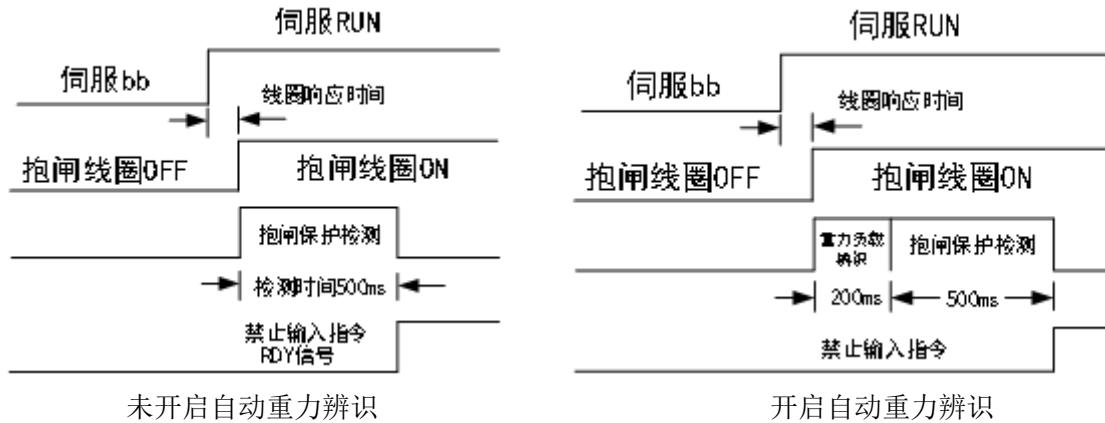 伺服RUN
伺服bb
线圈响应时间
抱闸线圈OFF
抱闸线圈ON
抱闸保护检测
检测时间500ms
禁止输入指令
RDY信号
未开启自动重力辨识
伺服RUN
伺服bb
线圈响应时间
抱闸线圈OFF
抱闸线圈ON
重力负载
辨识
抱闸保护检测
200ms
500ms
禁止输入指令
开启自动重力辨识